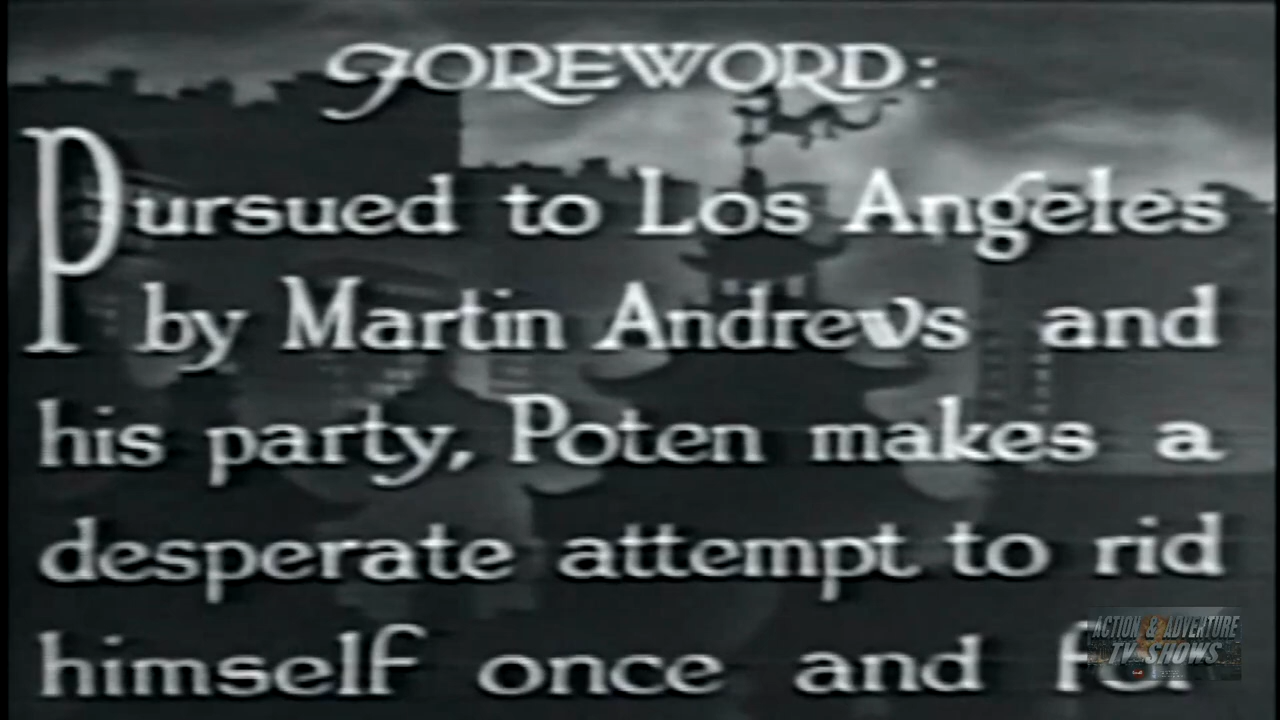 FOREWORD:
Pursued to Los Angeles
by Martin Andrews and
his party, Poten makes a
desperate attempt to rid
himself once and for
ACTION & ADVENTURE
TV SHOWS